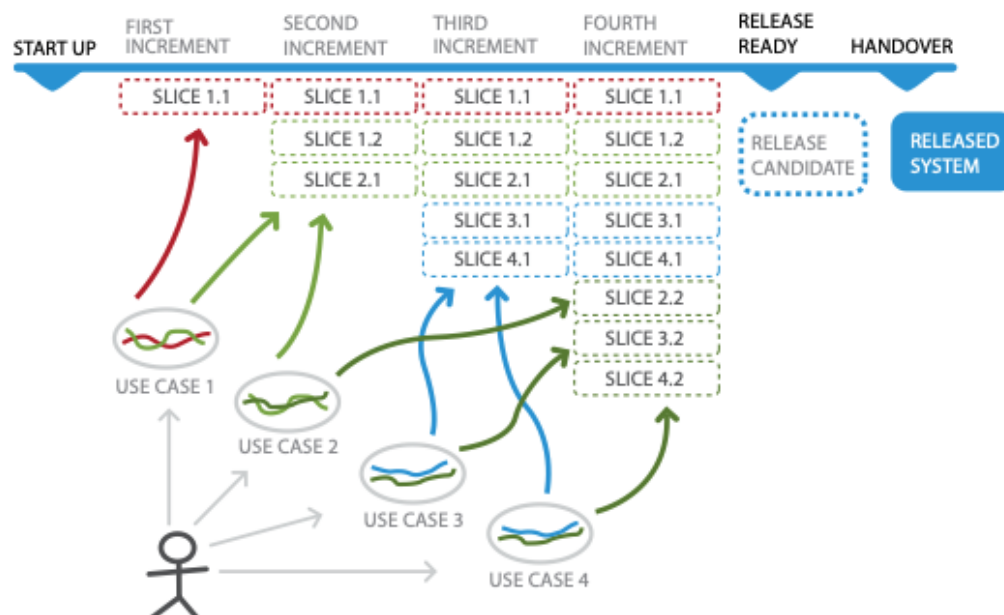 START UP
FIRST
INCREMENT
SECOND
INCREMENT
THIRD
INCREMENT
FOURTH
INCREMENT
RELEASE
READY
HANDOVER
SLICE 1.1
SLICE 1.1
SLICE 1.1
SLICE 1.1
SLICE 1.2
SLICE 1.2
SLICE 1.2
SLICE 2.1
SLICE 2.1
SLICE 2.1
SLICE 3.1
SLICE 3.1
SLICE 4.1
SLICE 4.1
SLICE 2.2
SLICE 3.2
SLICE 4.2
RELEASE
CANDIDATE
RELEASED
SYSTEM
USE CASE 1
USE CASE 2
USE CASE 3
USE CASE 4